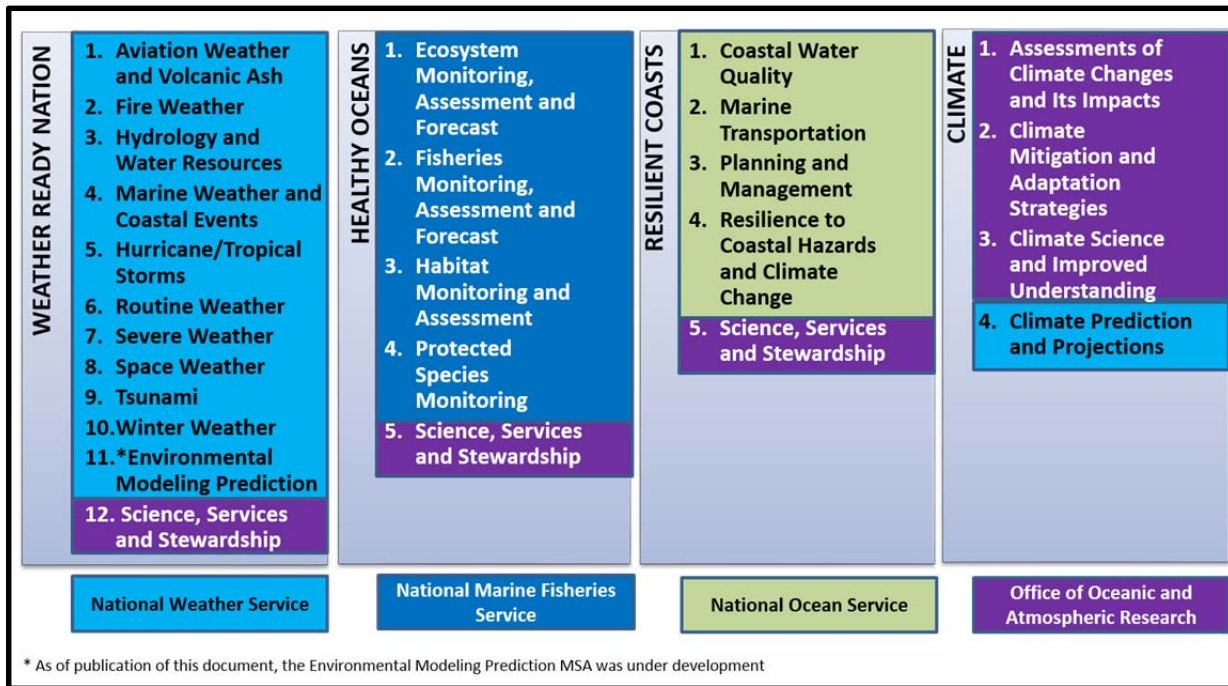 WEATHER READY NATION
1. Aviation Weather
and Volcanic Ash
2. Fire Weather
3. Hydrology and
Water Resources
4. Marine Weather and
Coastal Events
5. Hurricane/Tropical
Storms
6. Routine Weather
7. Severe Weather
8. Space Weather
9. Tsunami
10.Winter Weather
11.*Environmental
Modeling Prediction
12. Science, Services
and Stewardship
National Weather Service
HEALTHY OCEANS
1. Ecosystem
Monitoring,
Assessment and
Forecast
2. Fisheries
Monitoring,
Assessment and
Forecast
3. Habitat
Monitoring and
Assessment
4. Protected
Species
Monitoring
5. Science, Services
and Stewardship
National Marine Fisheries
Service
RESILIENT COASTS
1. Coastal Water
Quality
2. Marine
Transportation
3. Planning and
Management
4. Resilience to
Coastal Hazards
and Climate
Change
5. Science, Services
and Stewardship
National Ocean Service
CLIMATE
1. Assessments of
Climate Changes
and Its Impacts
2. Climate
Mitigation and
Adaptation
Strategies
3. Climate Science
and Improved
Understanding
4. Climate Prediction
and Projections
Office of Oceanic and
Atmospheric Research
* As of publication of this document, the Environmental Modeling Prediction MSA was under development